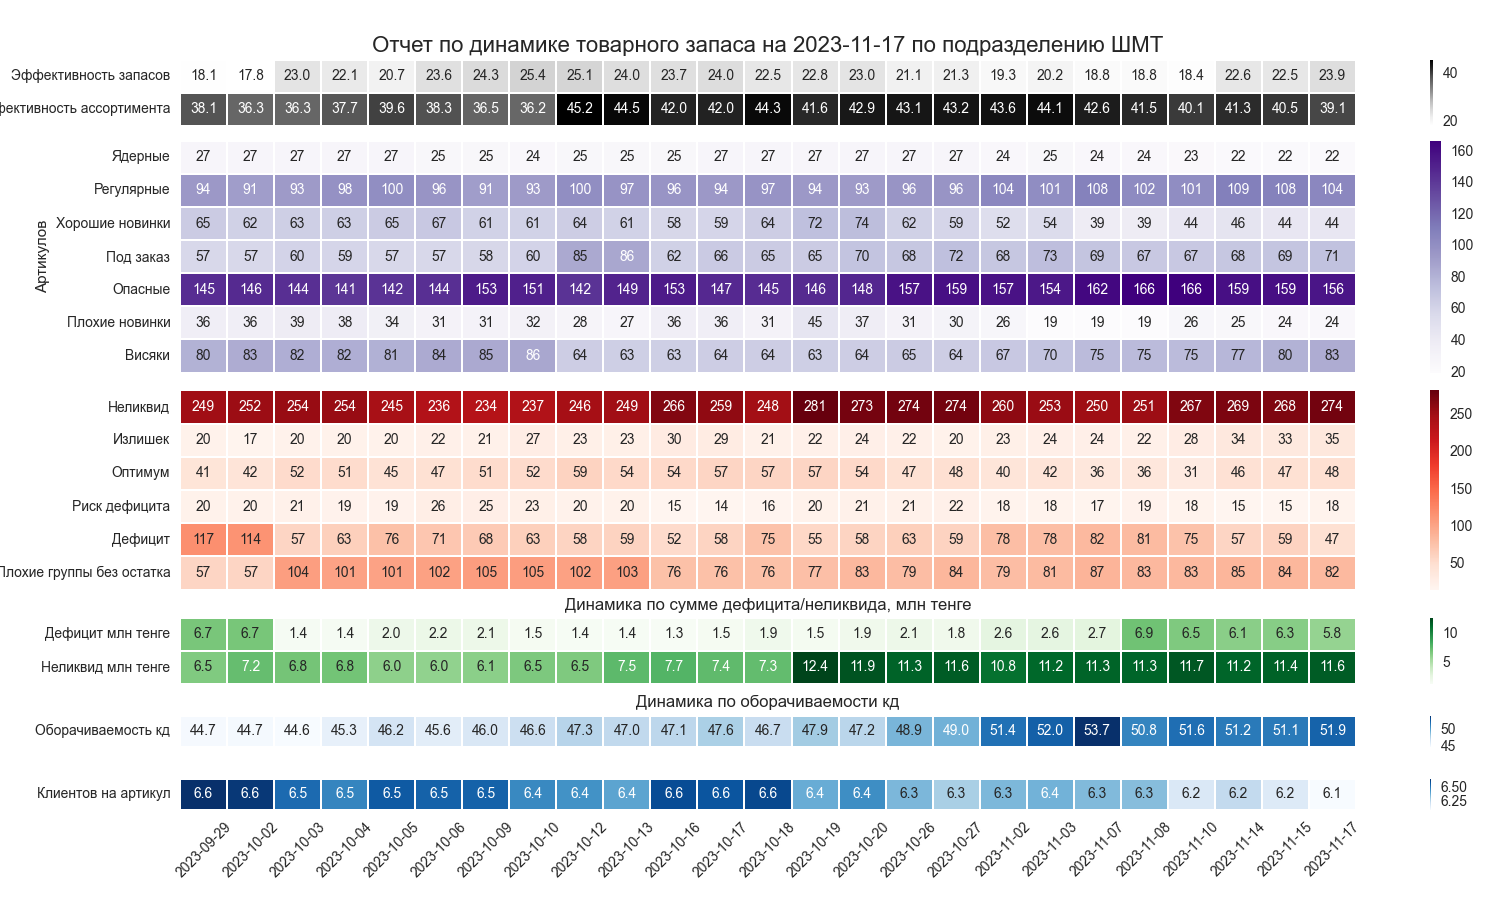 Отчет по динамике товарного запаса на 2023-11-17 по подразделению ШМТ
Эффективность запасов 18.1 17.8 23.0 22.1 20.7 23.6 24.3 25.4 25.1 24.0 23.7 24.0 22.5 22.8 23.0 21.1 21.3 19.3 20.2 18.8 18.8 18.4 22.6 22.5 23.9
фективность ассортимента 38.1 36.3 36.3 37.7 39.6 38.3 36.5 36.2 45.2 44.5 42.0 42.0 44.3 41.6 42.9 43.1 43.2 43.6 44.1 42.6 41.5 40.1 41.3 40.5 39.1
40
20
Артикулов
Ядерные 27 27 27 27 27 25 25 24 25 25 25 27 27 27 27 27 27 24 25 24 24 23 22 22 22
Регулярные 94 91 93 98 100 96 91 93 100 97 96 94 97 94 93 96 96 104 101 108 102 101 109 108 104
Хорошие новинки 65 62 63 63 65 67 61 61 64 61 58 59 64 72 74 62 59 52 54 39 39 44 46 44 44
Под заказ 57 57 60 59 57 57 58 60 85 86 62 66 65 65 70 68 72 68 73 69 67 67 68 69 71
Опасные 145 146 144 141 142 144 153 151 142 149 153 147 145 146 148 157 159 157 154 162 166 166 159 159 156
Плохие новинки 36 36 39 38 34 31 31 32 28 27 36 36 31 45 37 31 30 26 19 19 19 26 25 24 24
Висяки 80 83 82 82 81 84 85 86 64 63 63 64 64 63 64 65 64 67 70 75 75 75 77 80 83
160
140
120
100
80
60
40
20
Неликвид 249 252 254 254 245 236 234 237 246 249 266 259 248 281 273 274 274 260 253 250 251 267 269 268 274
Излишек 20 17 20 20 20 22 21 27 23 23 30 29 21 22 24 22 20 23 24 24 22 28 34 33 35
Оптимум 41 42 52 51 45 47 51 52 59 54 54 57 57 57 54 47 48 40 42 36 36 31 46 47 48
Риск дефицита 20 20 21 19 19 26 25 23 20 20 15 14 16 20 21 21 22 18 18 17 19 18 15 15 18
Дефицит 117 114 57 63 76 71 68 63 58 59 52 58 75 55 58 63 59 78 78 82 81 75 57 59 47
Плохие группы без остатка 57 57 104 101 101 102 105 105 102 103 76 76 76 77 83 79 84 79 81 87 83 83 85 84 82
250
200
150
100
50
Динамика по сумме дефицита/неликвида, млн тенге
Дефицит млн тенге 6.7 6.7 1.4 1.4 2.0 2.2 2.1 1.5 1.4 1.4 1.3 1.5 1.9 1.5 1.9 2.1 1.8 2.6 2.6 2.7 6.9 6.5 6.1 6.3 5.8
Неликвид млн тенге 6.5 7.2 6.8 6.8 6.0 6.0 6.1 6.5 6.5 7.5 7.7 7.4 7.3 12.4 11.9 11.3 11.6 10.8 11.2 11.3 11.3 11.7 11.2 11.4 11.6
10
5
Динамика по оборачиваемости кд
Оборачиваемость кд 44.7 44.7 44.6 45.3 46.2 45.6 46.0 46.6 47.3 47.0 47.1 47.6 46.7 47.9 47.2 48.9 49.0 51.4 52.0 53.7 50.8 51.6 51.2 51.1 51.9
50
45
Клиентов на артикул 6.6 6.6 6.5 6.5 6.5 6.5 6.5 6.4 6.4 6.4 6.6 6.6 6.6 6.4 6.4 6.3 6.3 6.3 6.4 6.3 6.3 6.2 6.2 6.2 6.1
6.50
6.25
2023-09-29 2023-10-02 2023-10-03 2023-10-04 2023-10-05 2023-10-06 2023-10-09 2023-10-10 2023-10-12 2023-10-13 2023-10-16 2023-10-17 2023-10-18 2023-10-19 2023-10-20 2023-10-26 2023-10-27 2023-11-02 2023-11-03 2023-11-07 2023-11-08 2023-11-10 2023-11-14 2023-11-15 2023-11-17